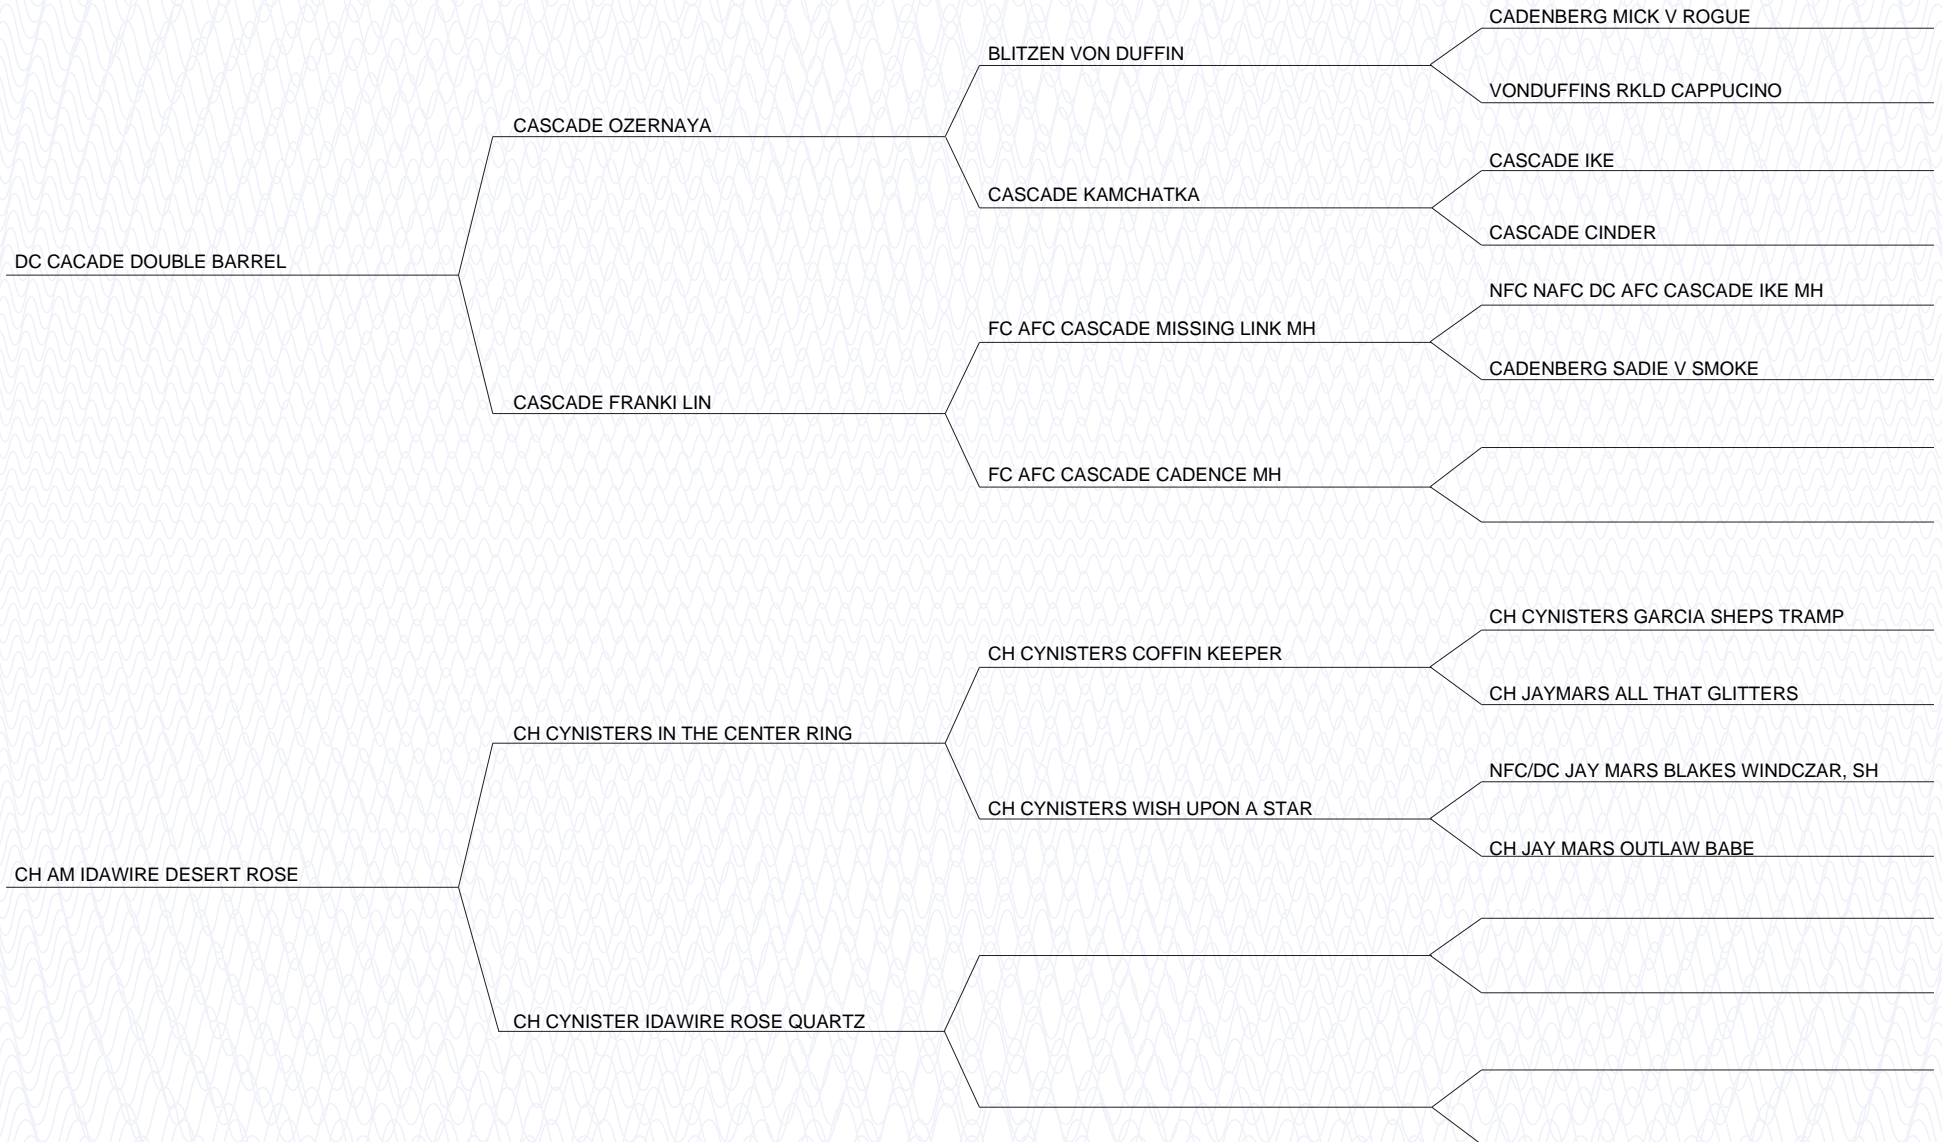 CADENBERG MICK V ROGUE
BLITZEN VON DUFFIN
VONDUFFINS RKLD CAPPUCINO
CASCADE OZERNAYA
CASCADE IKE
CASCADE KAMCHATKA
CASCADE CINDER
DC CACADE DOUBLE BARREL
NFC NAFC DC AFC CASCADE IKE MH
FC AFC CASCADE MISSING LINK MH
CADENBERG SADIE V SMOKE
CASCADE FRANKI LIN
FC AFC CASCADE CADENCE MH
CH CYNISTERS GARCIA SHEPS TRAMP
CH CYNISTERS COFFIN KEEPER
CH JAYMARS ALL THAT GLITTERS
CH CYNISTERS IN THE CENTER RING
NFC/DC JAY MARS BLAKES WINDCZAR, SH
CH CYNISTERS WISH UPON A STAR
CH JAY MARS OUTLAW BABE
CH AM IDAWIRE DESERT ROSE
CH CYNISTER IDAWIRE ROSE QUARTZ